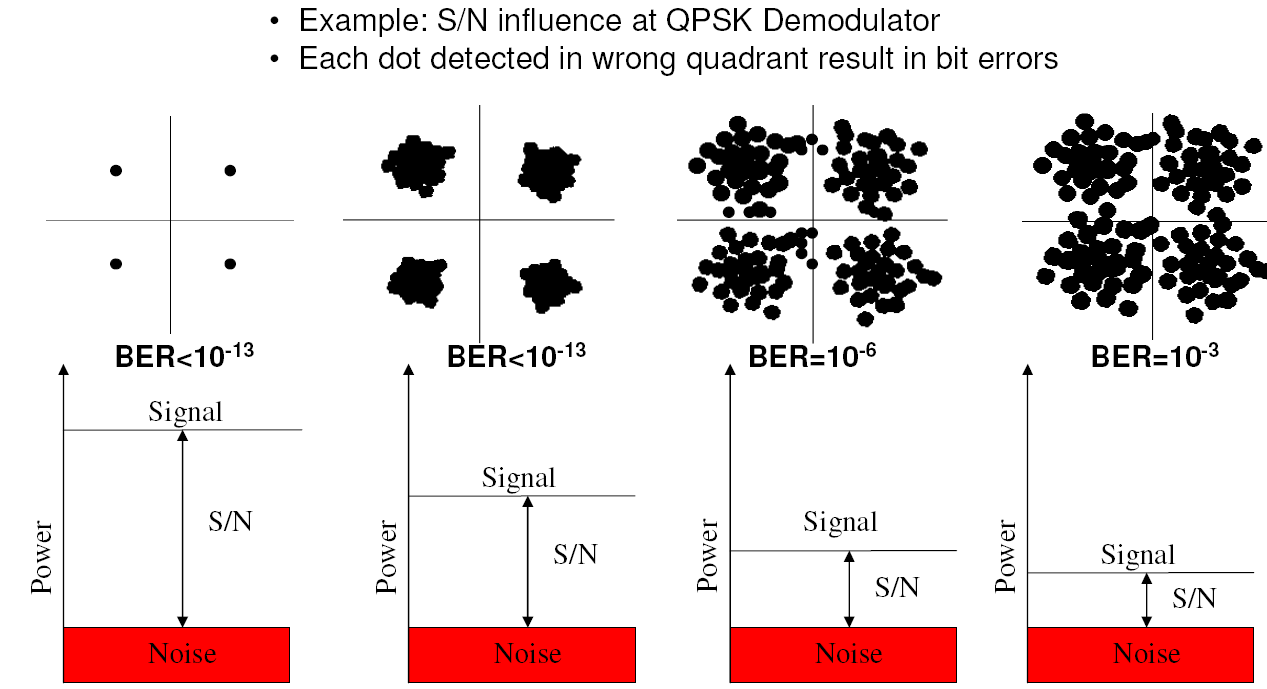 • Example: S/N influence at QPSK Demodulator
• Each dot detected in wrong quadrant result in bit errors
BER<10-13
BER<10-13
BER=10-6
BER=10-3
Power
Signal
S/N
Noise
Power
Signal
S/N
Noise
Power
Signal
S/N
Noise
Power
Signal
S/N
Noise